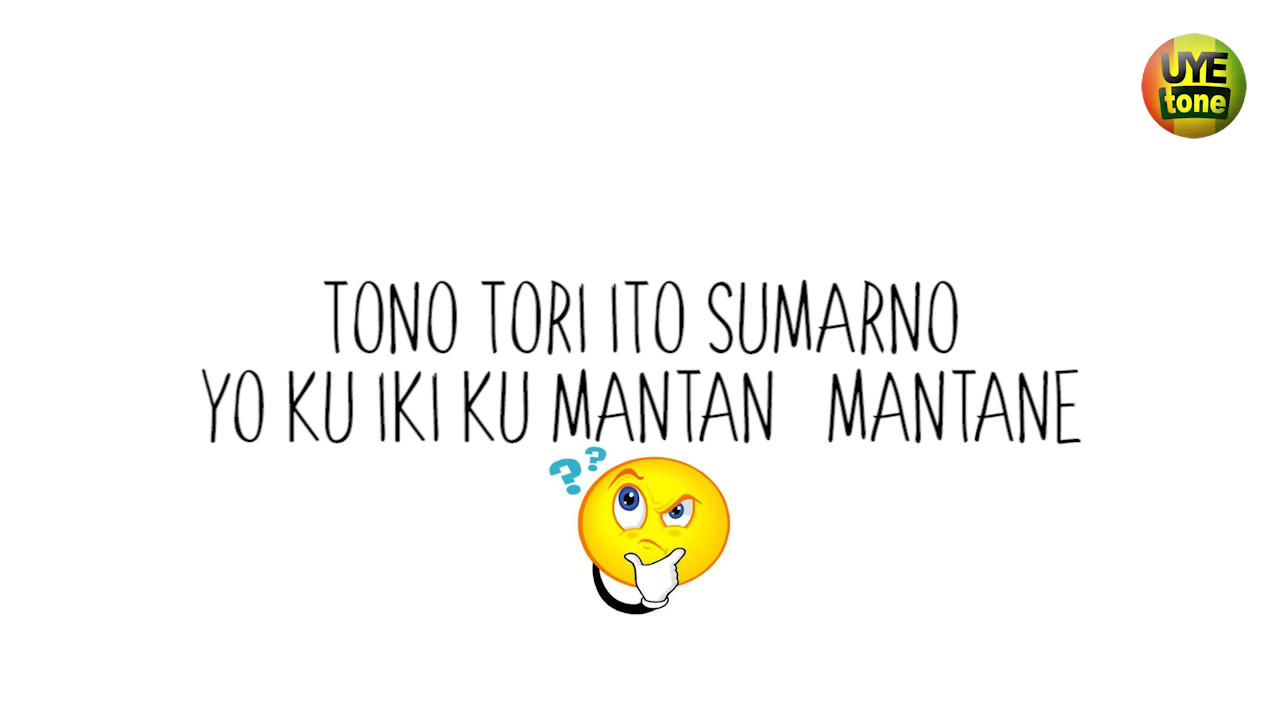 UYE
tone
TONO TORI ITO SUMARNO
YO KU IKI KU MANTAN MANTANE
??